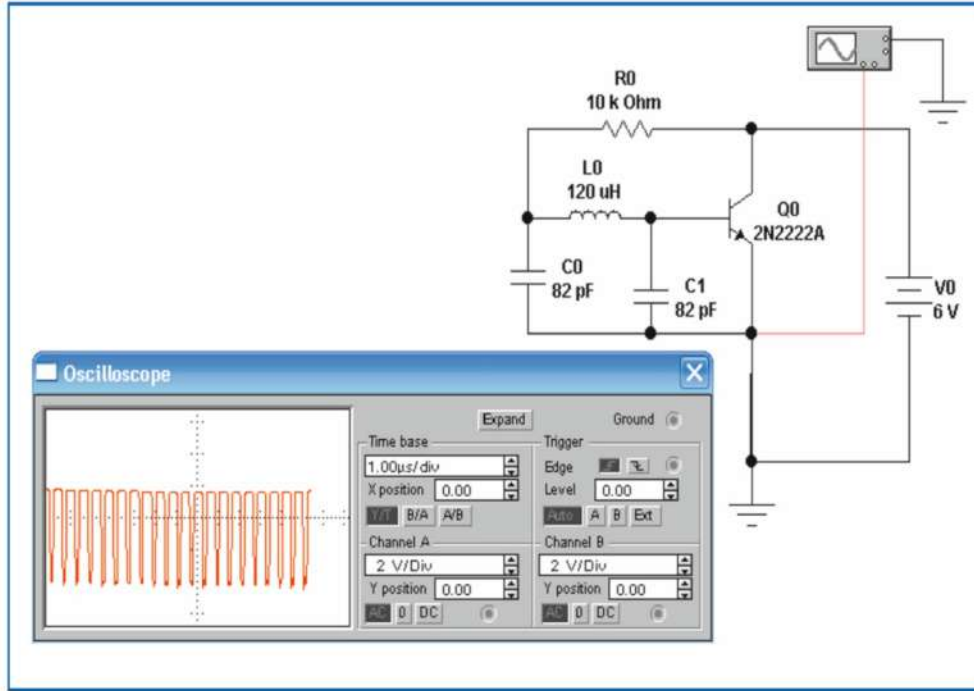 R0
10 k Ohm
L0
120 uH
Q0
2N2222A
C0
82 pF
C1
82 pF
V0
6 V
Oscilloscope
Expand
Ground
Time base
1.00µs/div
X position 0.00
Y/T B/A A/B
Trigger
Edge
Level 0.00
Auto A B Ext
Channel A
2 V/Div
Y position 0.00
AC 0 DC
Channel B
2 V/Div
Y position 0.00
AC 0 DC